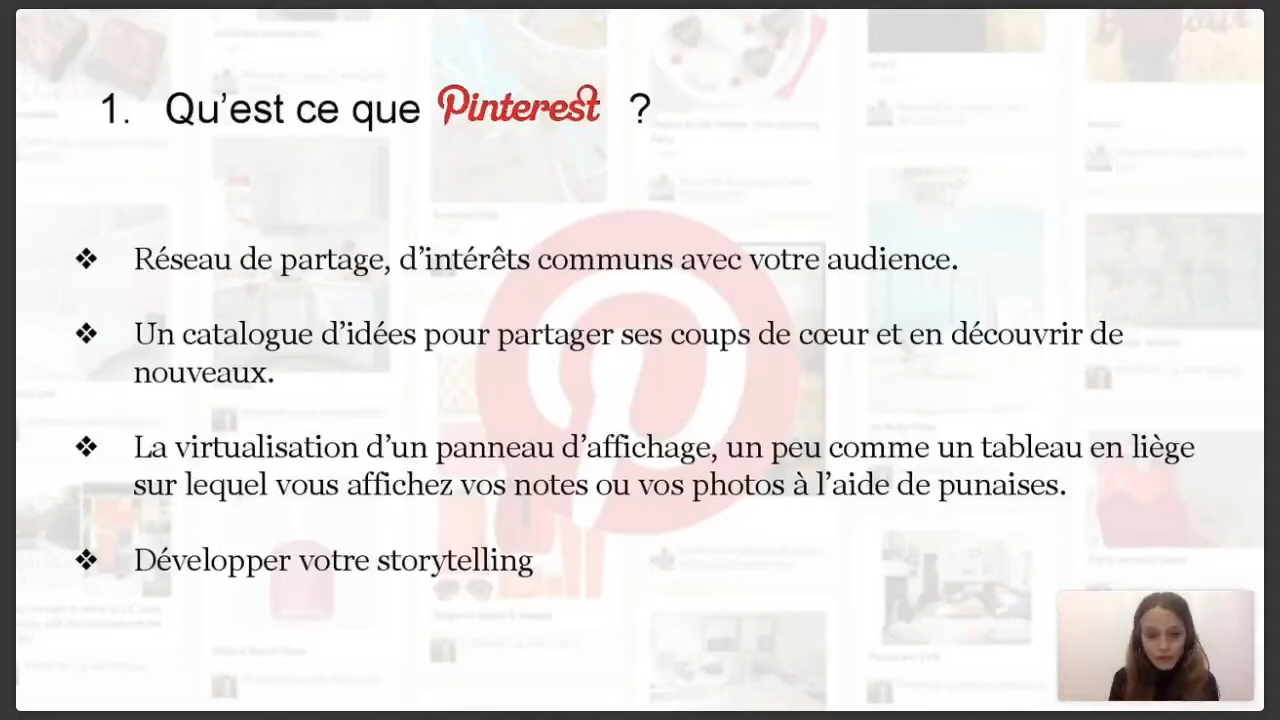 1. Qu’est ce que Pinterest ?
❖ Réseau de partage, d’intérêts communs avec votre audience.
❖ Un catalogue d’idées pour partager ses coups de cœur et en découvrir de
nouveaux.
❖ La virtualisation d’un panneau d’affichage, un peu comme un tableau en liège
sur lequel vous affichez vos notes ou vos photos à l’aide de punaises.
❖ Développer votre storytelling